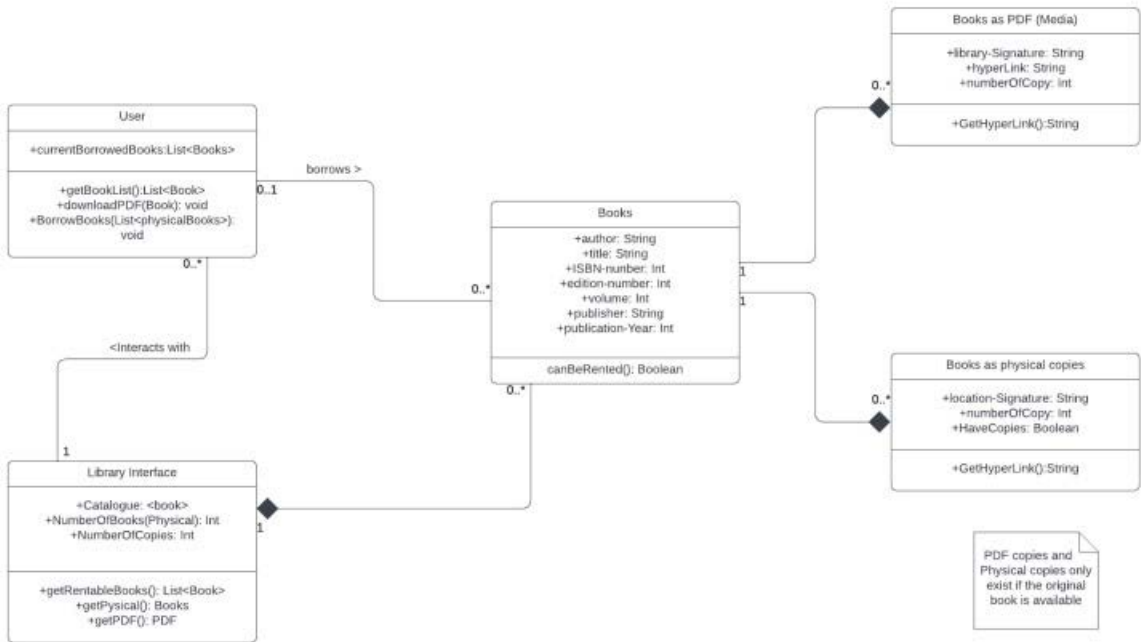 Books as PDF (Media)
+library-Signature: String
+hyperLink: String
+numberOfCopy: int
+GetHyperLink():String
0..*
User
+currentBorrowedBooks:List<Books>
+getBookList():List<Book>
+downloadPDF(Book): void
+BorrowBooks(List<physicalBooks>):
void
0..1
borrows >
0..*
Books
+author: String
+title: String
+ISBN-nunber: Int
+edition-number: Int
+volume: Int
+publisher: String
+publication-Year: Int
canBeRented(): Boolean
0..*
1
1
0..*
<Interacts with
1
Library Interface
+Catalogue: <book>
+NumberOfBooks(Physical): Int
+NumberOfCopies: Int
+getRentableBooks(): List<Book>
+getPysical(): Books
+getPDF(): PDF
1
0..*
Books as physical copies
+location-Signature: String
+numberOfCopy: Int
+HaveCopies: Boolean
+GetHyperLink():String
0..*
PDF copies and
Physical copies only
exist if the original
book is available